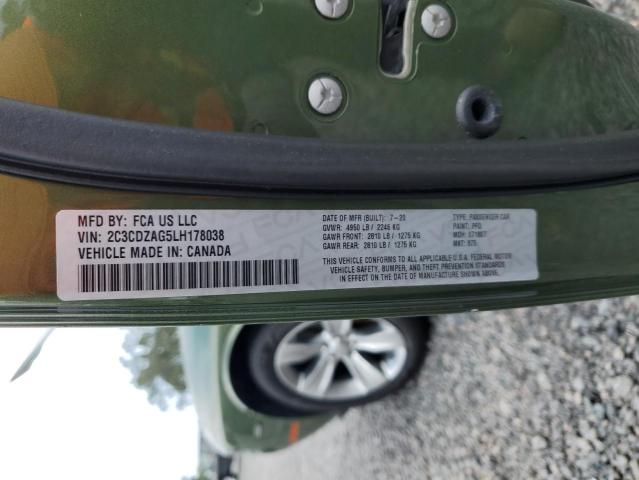 MFD BY: FCA US LLC
VIN: 2C3CDZAG5LH178038
VEHICLE MADE IN: CANADA
DATE OF MFR (BUILT): 7-20
GVWR: 4950 LB / 2245 KG
GAWR FRONT: 2810 LB / 1275 KG
GAWR REAR: 2810 LB / 1275 KG
TYPE: PASSENGER CAR
PAINT: PFQ
MDH:
MKT:
THIS VEHICLE CONFORMS TO ALL APPLICABLE U.S.A. FEDERAL MOTOR
VEHICLE SAFETY, BUMPER, AND THEFT PREVENTION STANDARDS
IN EFFECT ON THE DATE OF MANUFACTURE SHOWN ABOVE.